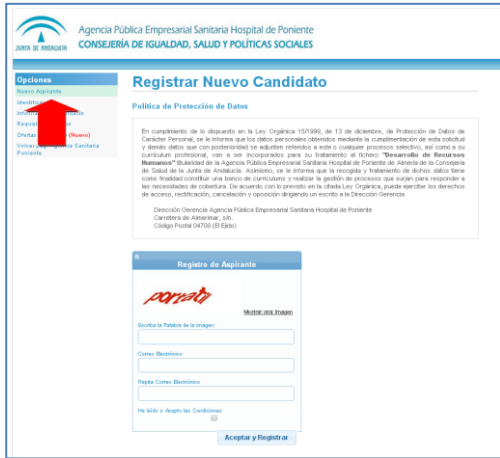 JUNTA DE ANDALUCIA
Agencia Pública Empresarial Sanitaria Hospital de Poniente
CONSEJERÍA DE IGUALDAD, SALUD Y POLÍTICAS SOCIALES
Opciones
Nuevo Aspirante
(Nuevo)
Sanitaria
Poniente
Registrar Nuevo Candidato
Política de Protección de Datos
En cumplimiento de lo dispuesto en la Ley Orgánica 15/1999, de 13 de diciembre, de Protección de Datos de
Carácter Personal, se le informa que los datos personales obtenidos mediante la cumplimentación de esta solicitud
y demás datos que con posterioridad se adjunten referidos a este o cualquier proceso selectivo, así como a su
currículum profesional, van a ser incorporados para su tratamiento al fichero "Desarrollo de Recursos
Humanos" titularidad de la Agencia Pública Empresarial Sanitaria Hospital de Poniente de Almería de la Consejería
de Salud de la Junta de Andalucía. Asimismo, se le informa que la recogida y tratamiento de dichos datos tiene
como finalidad constituir una banco de currículums y realizar la gestión de procesos que surjan para responder a
las necesidades de cobertura. De acuerdo con lo previsto en la citada Ley Orgánica, puede ejercitar los derechos
de acceso, rectificación, cancelación y oposición dirigiendo un escrito a la Dirección Gerencia
Dirección Gerencia Agencia Pública Empresarial Sanitaria Hospital de Poniente
Carretera de Almerimar, s/n.
Código Postal 04700 (El Ejido)
Registro de Aspirante
Mostrar otra Imagen
Escriba la Palabra de la Imagen:
Correo Electrónico:
Repita Correo Electrónico:
He leído y Acepto las Condiciones:
Aceptar y Registrar